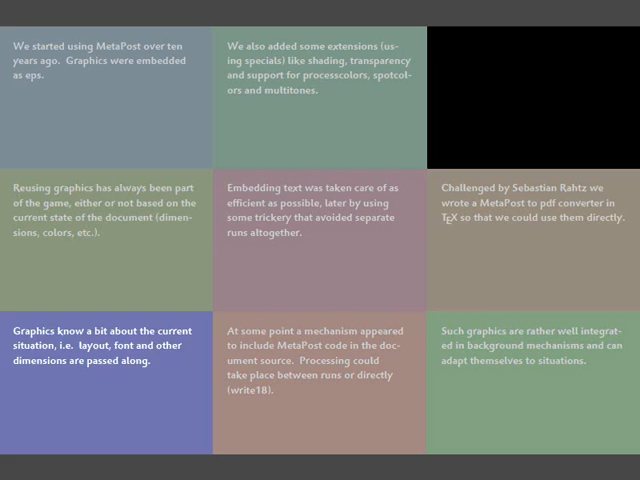 We started using MetaPost over ten
years ago. Graphics were embedded
as eps.
We also added some extensions (us-
ing specials) like shading, transparency
and support for processcolors, spotcol-
ors and multitones.
Reusing graphics has always been part
of the game, either or not based on the
current state of the document (dimen-
sions, colors, etc.).
Embedding text was taken care of as
efficient as possible, later by using
some trickery that avoided separate
runs altogether.
Challenged by Sebastian Rahtz we
wrote a MetaPost to pdf converter in
TEX so that we could use them directly.
Graphics know a bit about the current
situation, i.e. layout, font and other
dimensions are passed along.
At some point a mechanism appeared
to include MetaPost code in the doc-
ument source. Processing could
take place between runs or directly
(write18).
Such graphics are rather well integrat-
ed in background mechanisms and can
adapt themselves to situations.